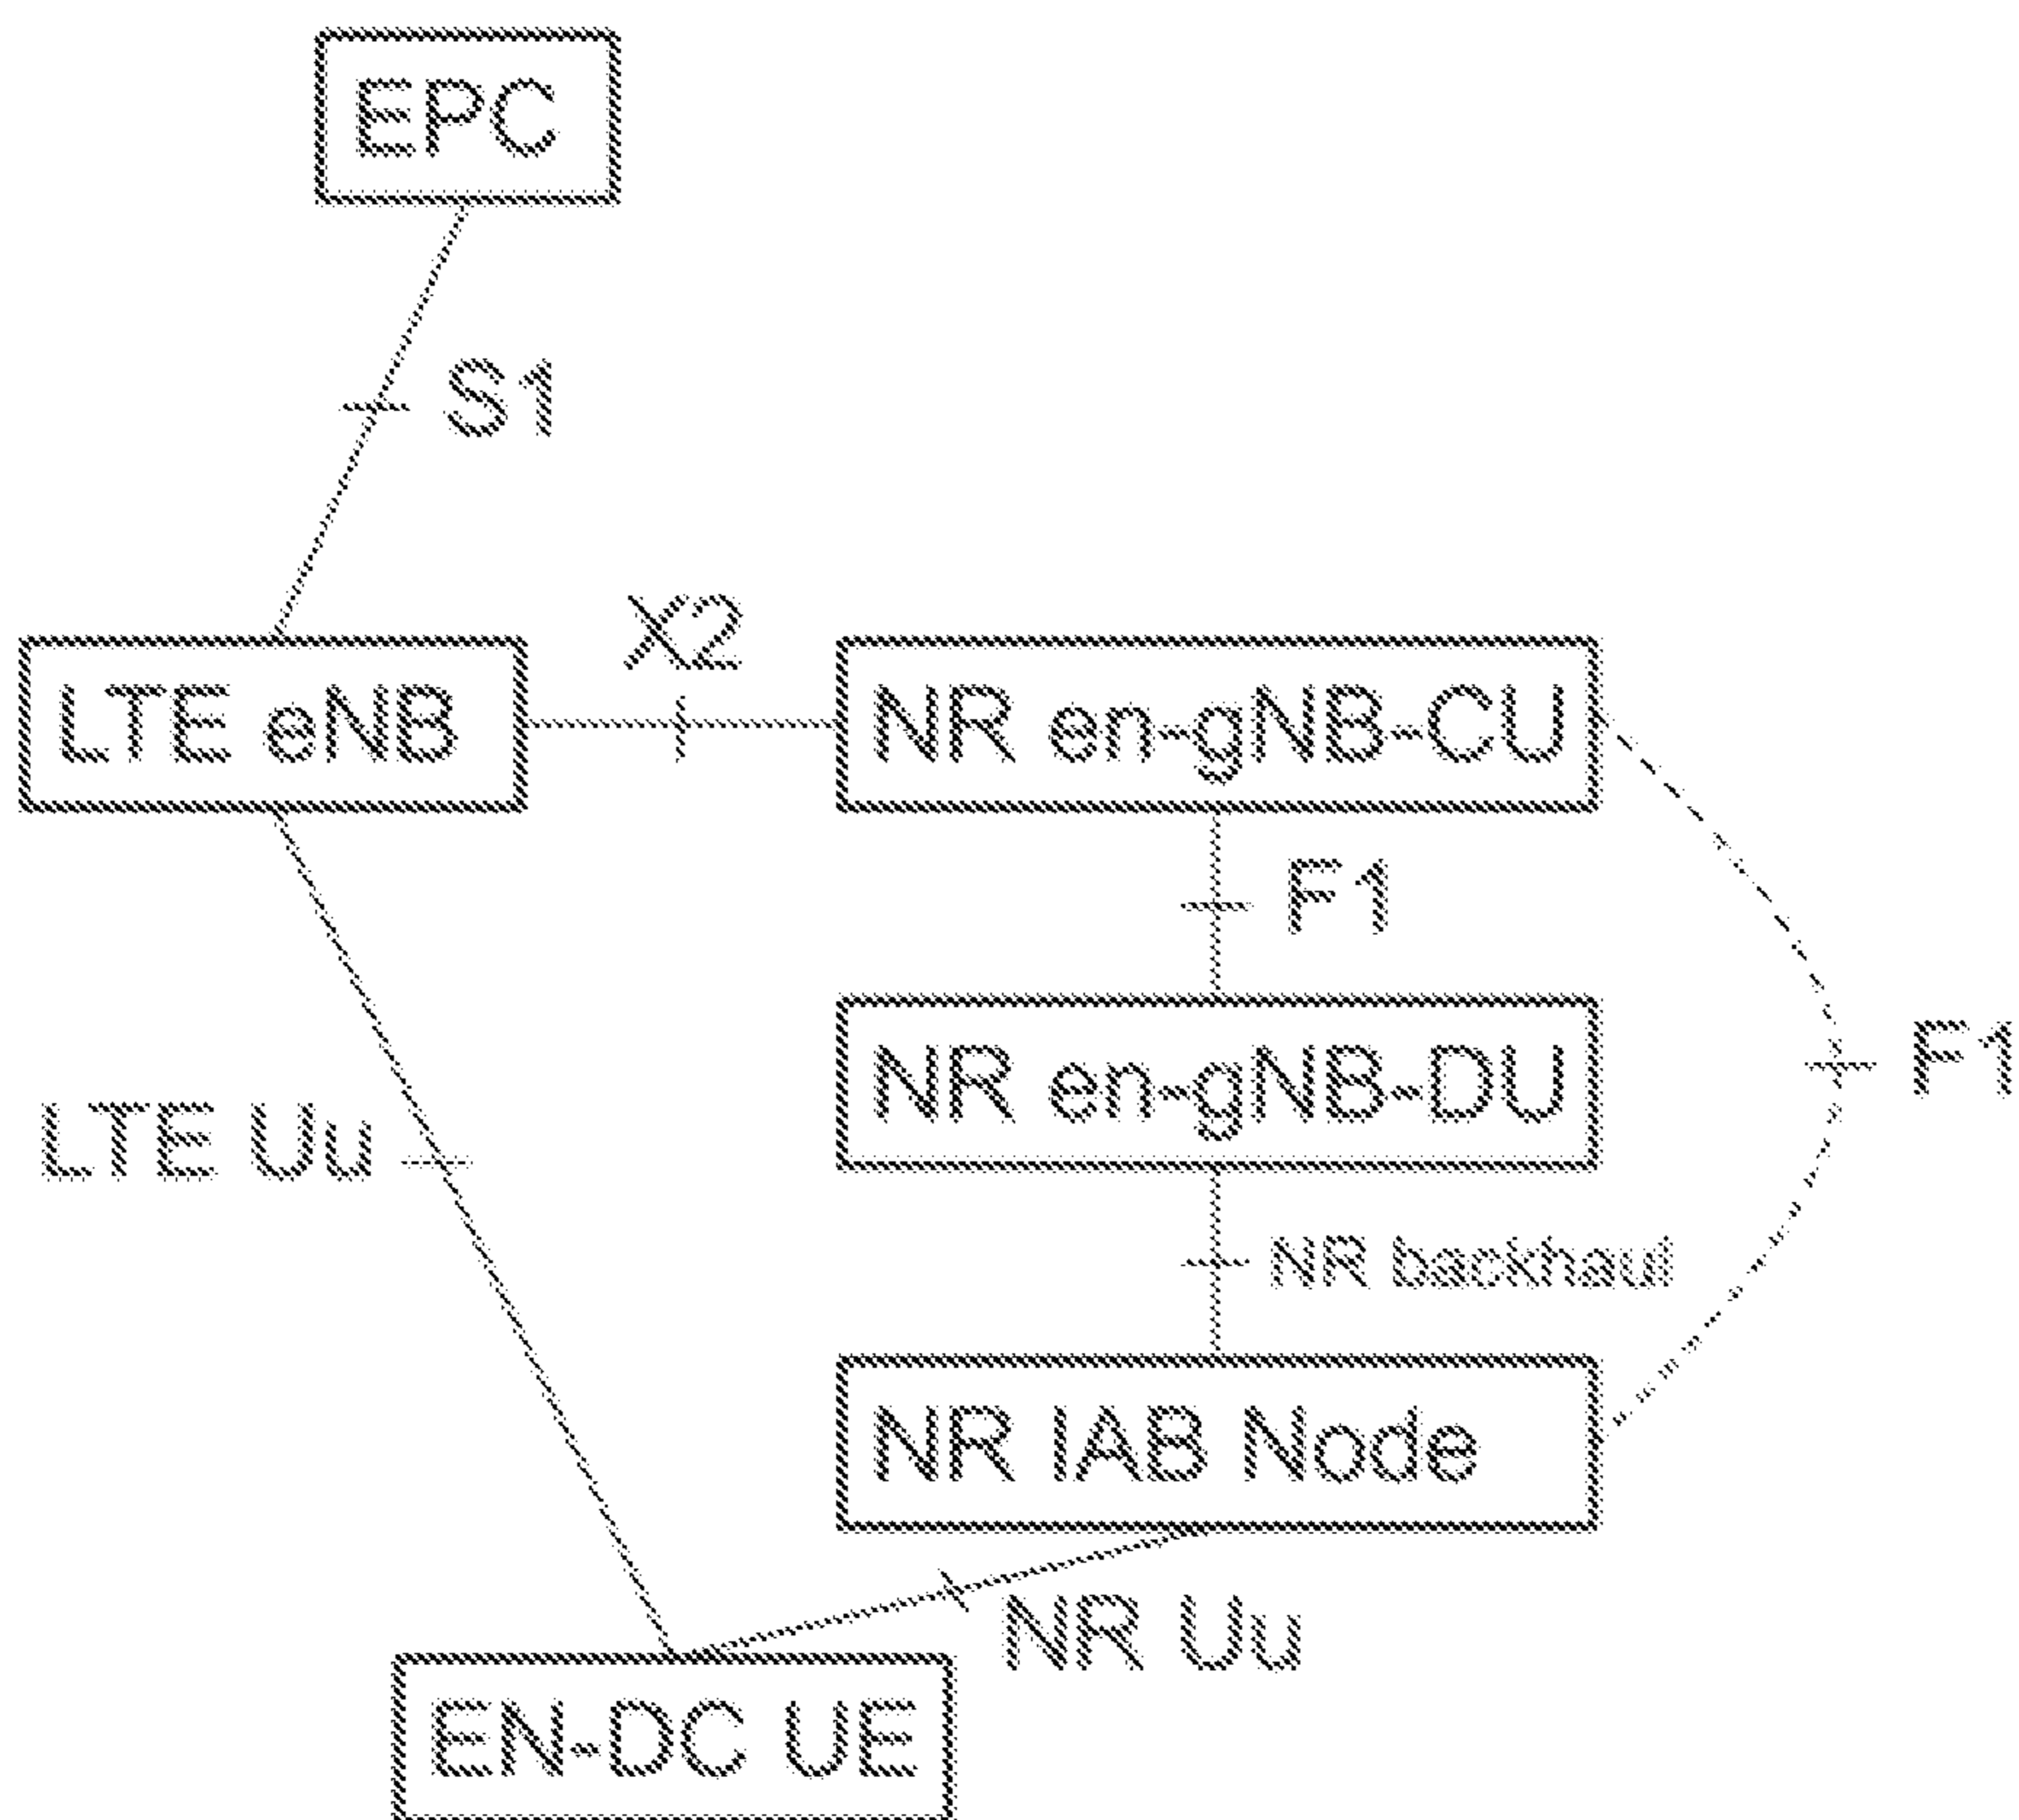 EPC
S1
X2
LTE eNB
NR en-gNB-CU
F1
NR en-gNB-DU
F1
LTE Uu
NR backhaul
NR IAB Node
NR Uu
EN-DC UE